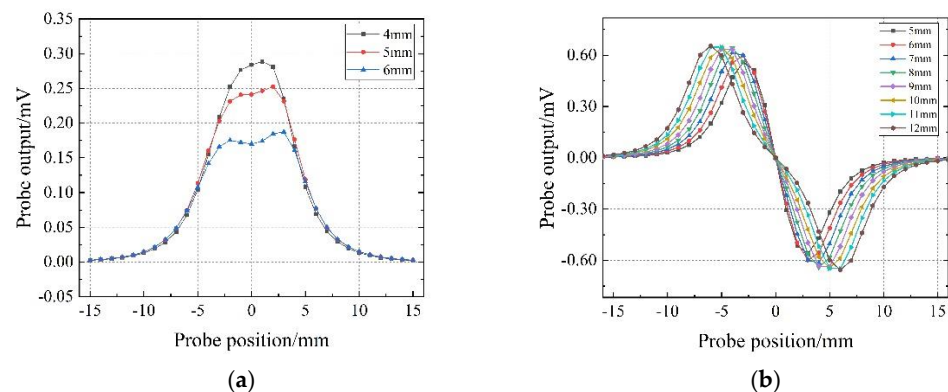 0.35
0.30
0.25
0.20
0.15
0.10
0.05
0.00
-0.05
Probe output/mV
4mm
5mm
6mm
-15
-10
-5
0
5
10
15
Probe position/mm
(a)
0.60
0.30
0.00
-0.30
-0.60
Probe output/mV
5mm
6mm
7mm
8mm
9mm
10mm
11mm
12mm
-15
-10
-5
0
5
10
15
Probe position/mm
(b)